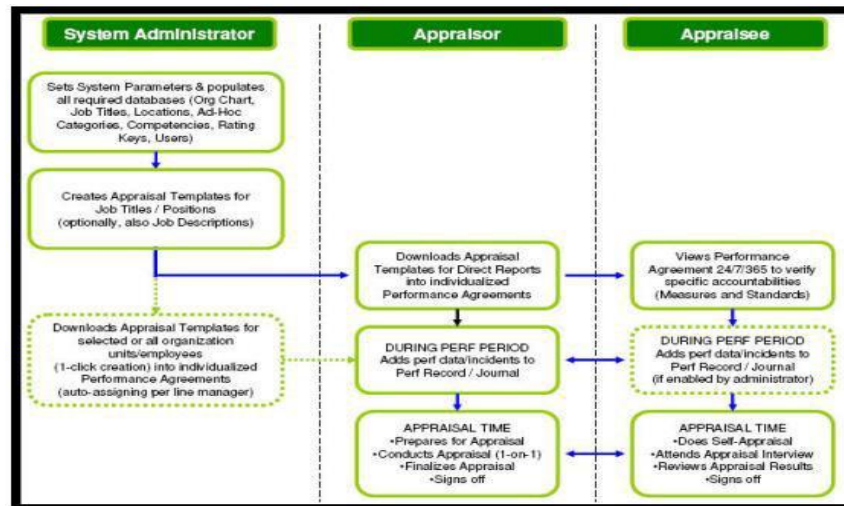 System Administrator
Appraisor
Appraisee
Sets System Parameters & populates
all required databases (Org Chart,
Job Titles, Locations, Ad-Hoc
Categories, Competencies, Rating
Keys, Users)
Creates Appraisal Templates for
Job Titles / Positions
(optionally, also Job Descriptions)
Downloads Appraisal
Templates for Direct Reports
into individualized
Performance Agreements
Views Performance
Agreement 24/7/365 to verify
specific accountabilities
(Measures and Standards)
Downloads Appraisal Templates for
selected or all organization
units/employees
(1-click creation) into individualized
Performance Agreements
(auto-assigning per line manager)
DURING PERF PERIOD
Adds perf data/incidents to
Perf Record / Journal
DURING PERF PERIOD
Adds perf data/incidents to
Perf Record / Journal
(if enabled by administrator)
APPRAISAL TIME
•Prepares for Appraisal
•Conducts Appraisal (1-on-1)
•Finalizes Appraisal
•Signs off
APPRAISAL TIME
•Does Self-Appraisal
•Attends Appraisal Interview
•Reviews Appraisal Results
•Signs off